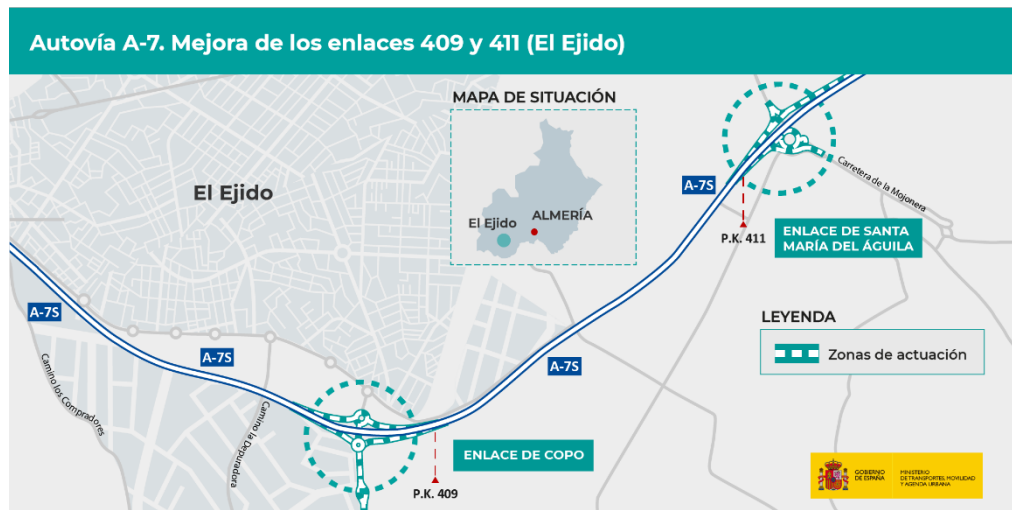 Autovía A-7. Mejora de los enlaces 409 y 411 (El Ejido)
MAPA DE SITUACIÓN
El Ejido
ALMERÍA
El Ejido
A-7S
P.K. 411
ENLACE DE SANTA
MARÍA DEL ÁGUILA
Carretera de la Mojonera
LEYENDA
Zonas de actuación
A-7S
A-7S
A-7S
Camino los Compradores
Camino la Depuradora
ENLACE DE COPO
P.K. 409
GOBIERNO
DE ESPAÑA
MINISTERIO
DE TRANSPORTES, MOVILIDAD
Y AGENDA URBANA